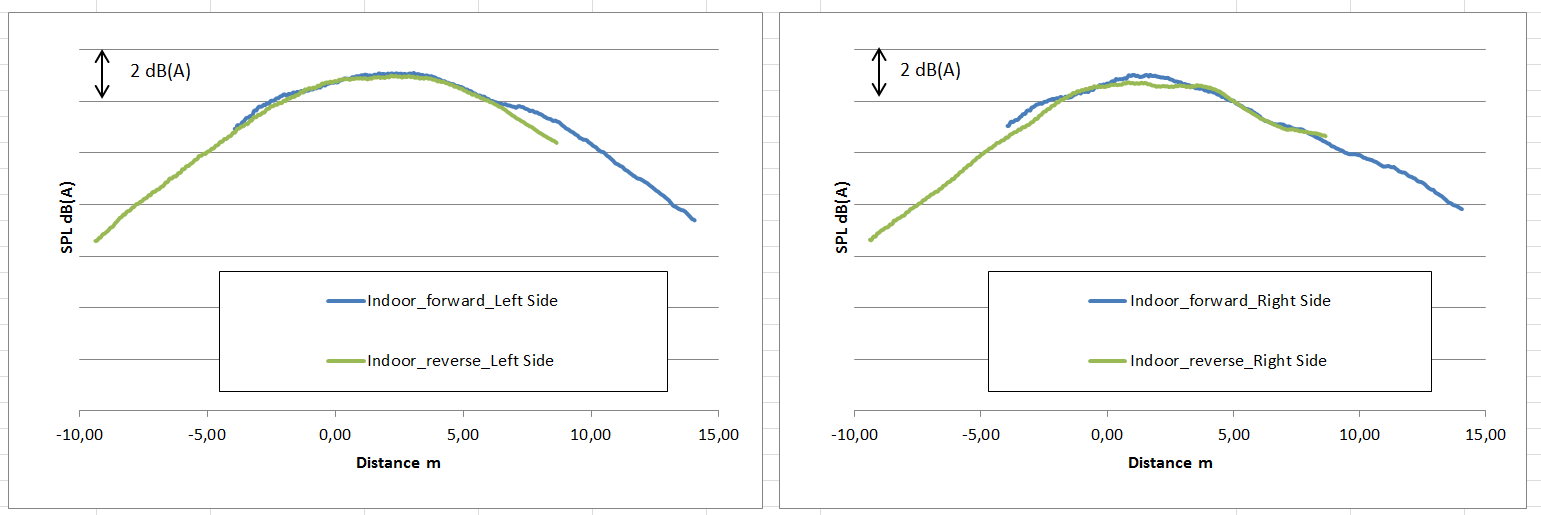 2 dB(A)
SPL dB(A)
Indoor_forward_Left Side
Indoor_reverse_Left Side
-10,00 -5,00 0,00 5,00 10,00 15,00
Distance m
2 dB(A)
SPL dB(A)
Indoor_forward_Right Side
Indoor_reverse_Right Side
-10,00 -5,00 0,00 5,00 10,00 15,00
Distance m